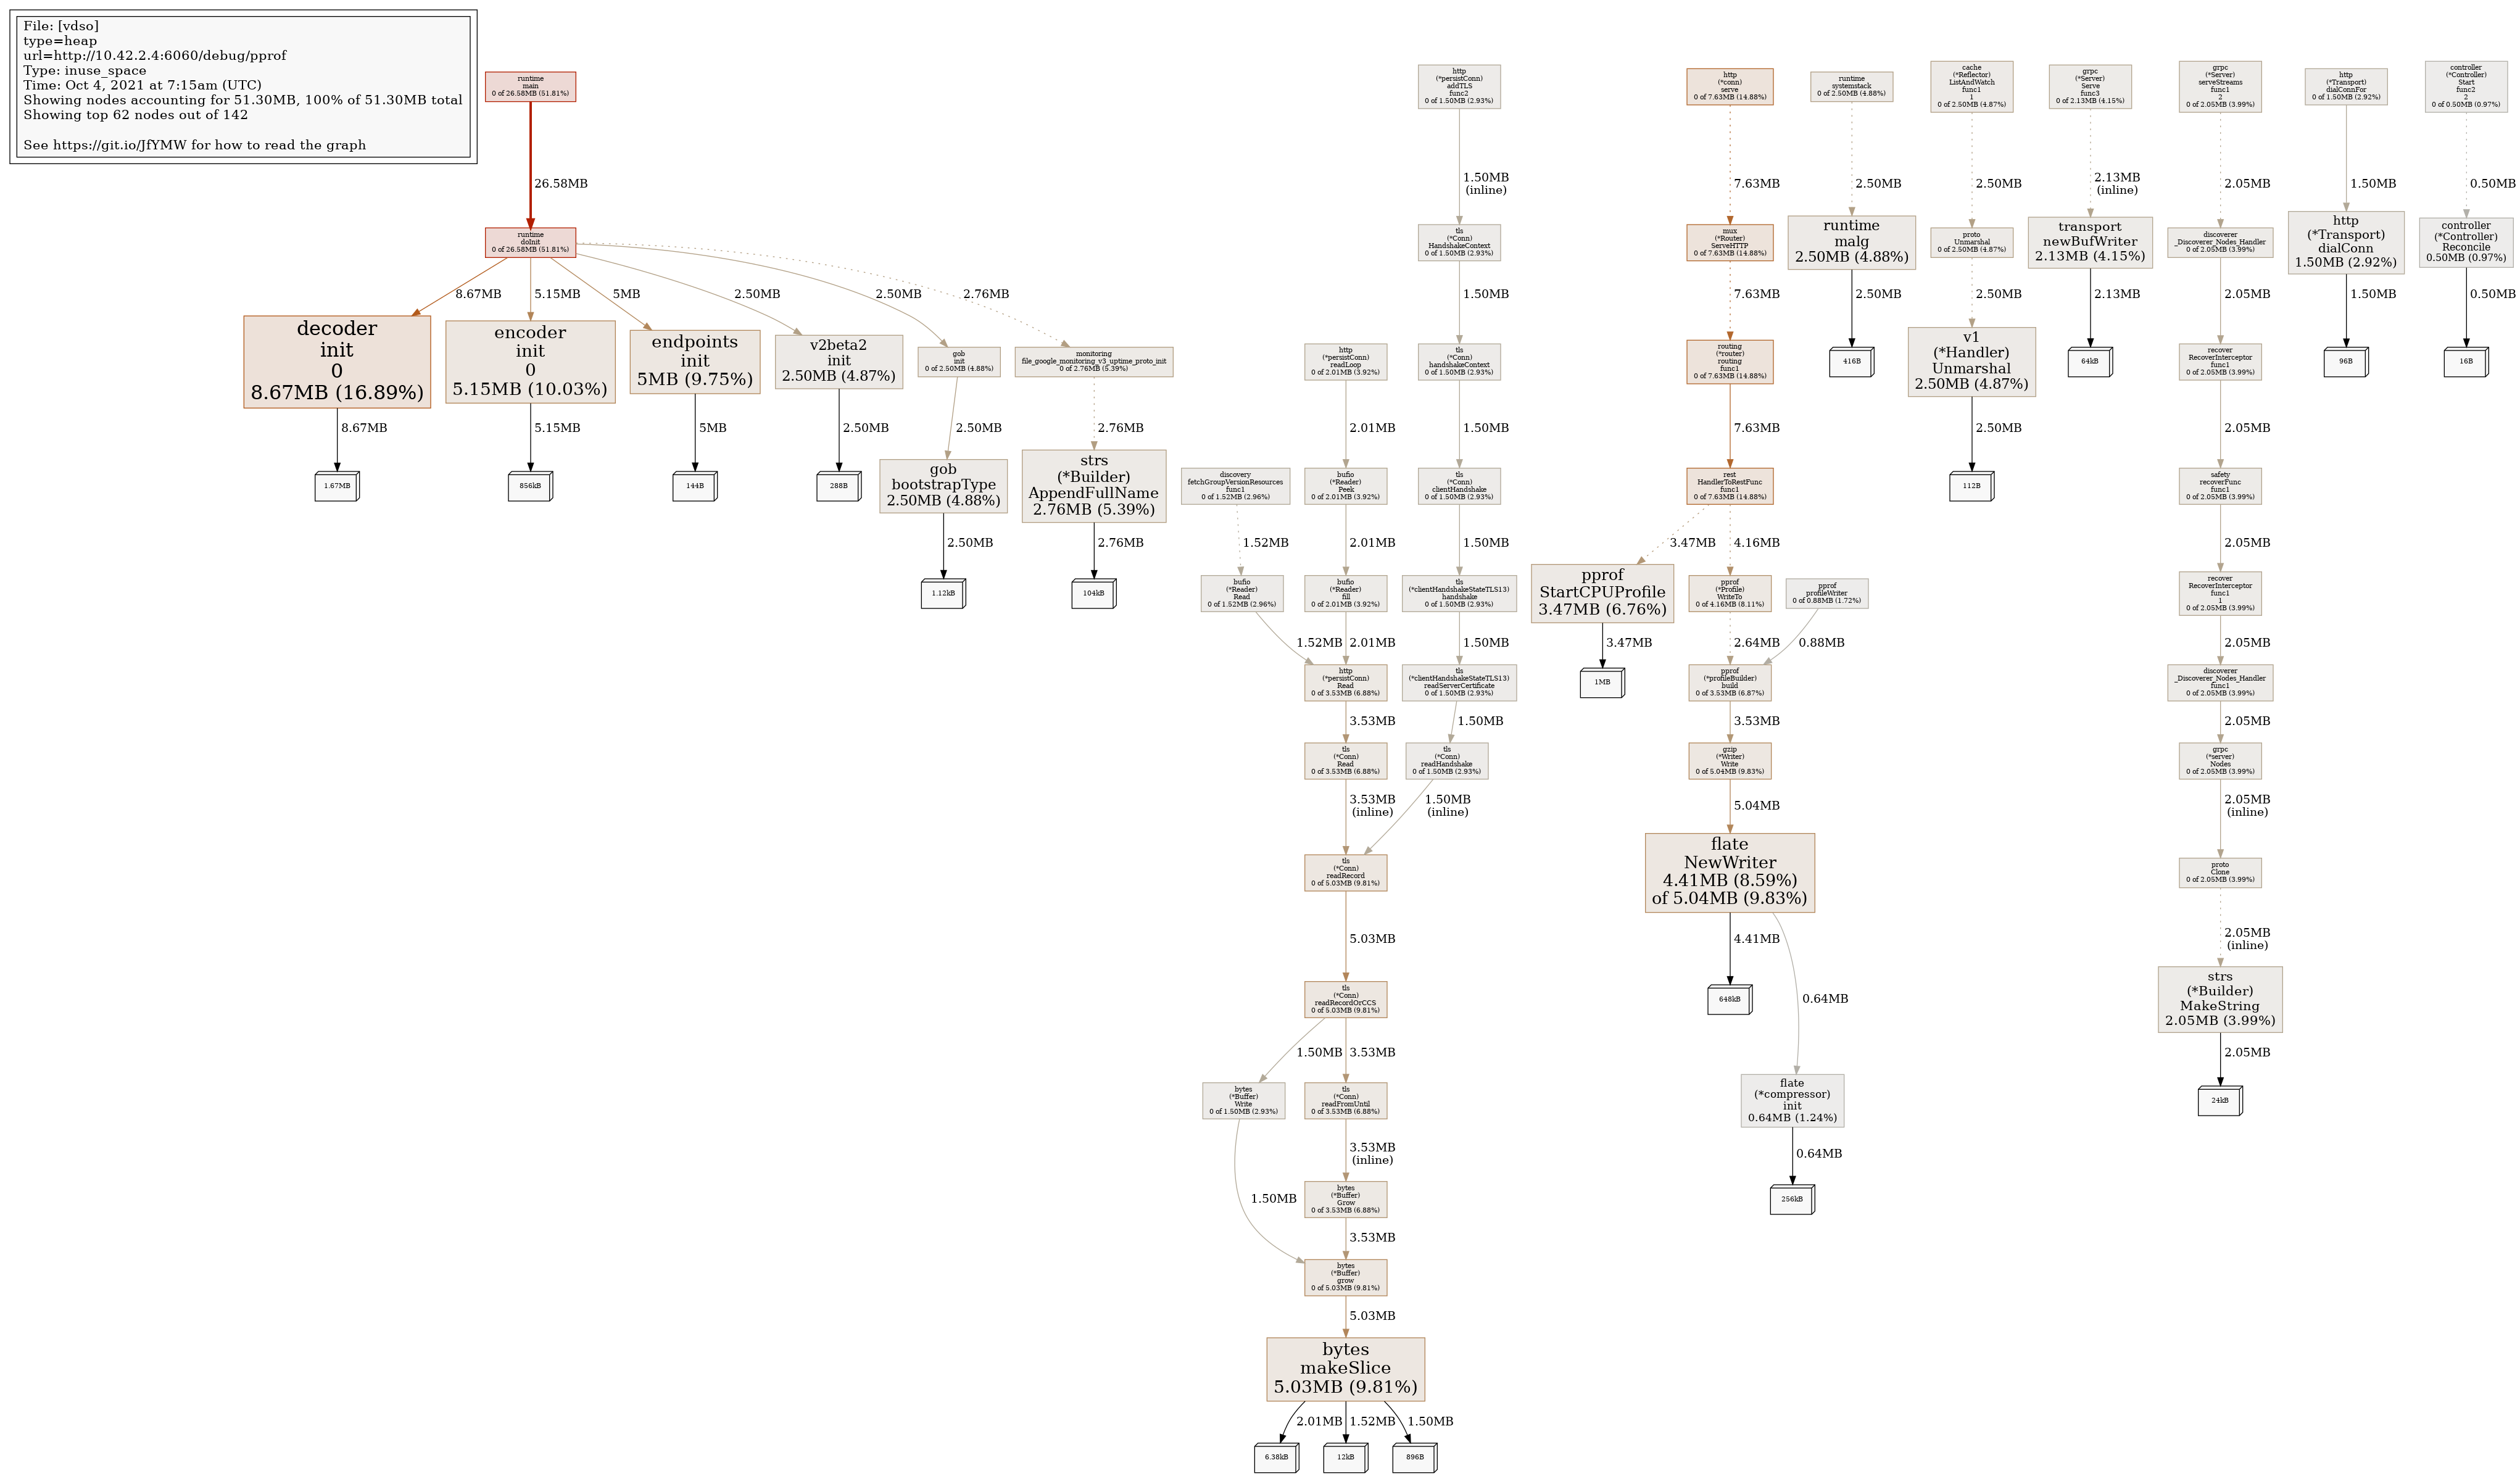 File: [vdso]
type=heap
url=http://10.42.2.4:6060/debug/pprof
Type: inuse_space
Time: Oct 4, 2021 at 7:15am (UTC)
Showing nodes accounting for 51.30MB, 100% of 51.30MB total
Showing top 62 nodes out of 142
See https://git.io/JfYMW for how to read the graph
runtime
main
0 of 26.58MB (51.81%)
26.58MB
runtime
doInit
0 of 26.58MB (51.81%)
8.67MB
5.15MB
5MB
2.50MB
2.50MB
2.76MB
decoder
init
0
8.67MB (16.89%)
8.67MB
1.67MB
encoder
init
0
5.15MB (10.03%)
5.15MB
856kB
endpoints
init
5MB (9.75%)
5MB
144B
v2beta2
init
2.50MB (4.87%)
2.50MB
288B
gob
init
0 of 2.50MB (4.88%)
2.50MB
gob
bootstrapType
2.50MB (4.88%)
2.50MB
1.12kB
monitoring
file_google_monitoring_v3_uptime_proto_init
0 of 2.76MB (5.39%)
2.76MB
strs
(*Builder)
AppendFullName
2.76MB (5.39%)
2.76MB
104kB
discovery
fetchGroupVersionResources
func1
0 of 1.52MB (2.96%)
1.52MB
bufio
(*Reader)
Read
0 of 1.52MB (2.96%)
1.52MB
http
(*persistConn)
readLoop
0 of 2.01MB (3.92%)
2.01MB
bufio
(*Reader)
Peek
0 of 2.01MB (3.92%)
2.01MB
bufio
(*Reader)
fill
0 of 2.01MB (3.92%)
2.01MB
http
(*persistConn)
Read
0 of 3.53MB (6.88%)
3.53MB
tls
(*Conn)
Read
0 of 3.53MB (6.88%)
3.53MB
(inline)
http
(*persistConn)
addTLS
func2
0 of 1.50MB (2.93%)
1.50MB
(inline)
tls
(*Conn)
HandshakeContext
0 of 1.50MB (2.93%)
1.50MB
tls
(*Conn)
handshakeContext
0 of 1.50MB (2.93%)
1.50MB
tls
(*Conn)
clientHandshake
0 of 1.50MB (2.93%)
1.50MB
tls
(*clientHandshakeStateTLS13)
handshake
0 of 1.50MB (2.93%)
1.50MB
tls
(*clientHandshakeStateTLS13)
readServerCertificate
0 of 1.50MB (2.93%)
1.50MB
tls
(*Conn)
readHandshake
0 of 1.50MB (2.93%)
1.50MB
(inline)
tls
(*Conn)
readRecord
0 of 5.03MB (9.81%)
5.03MB
tls
(*Conn)
readRecordOrCCS
0 of 5.03MB (9.81%)
1.50MB
3.53MB
bytes
(*Buffer)
Write
0 of 1.50MB (2.93%)
1.50MB
tls
(*Conn)
readFromUntil
0 of 3.53MB (6.88%)
3.53MB
(inline)
bytes
(*Buffer)
Grow
0 of 3.53MB (6.88%)
3.53MB
bytes
(*Buffer)
grow
0 of 5.03MB (9.81%)
5.03MB
bytes
makeSlice
5.03MB (9.81%)
2.01MB
1.52MB
1.50MB
6.38kB
12kB
896B
http
(*conn)
serve
0 of 7.63MB (14.88%)
7.63MB
mux
(*Router)
ServeHTTP
0 of 7.63MB (14.88%)
7.63MB
routing
(*router)
routing
func1
0 of 7.63MB (14.88%)
7.63MB
rest
HandlerToRestFunc
func1
0 of 7.63MB (14.88%)
3.47MB
4.16MB
pprof
StartCPUProfile
3.47MB (6.76%)
3.47MB
1MB
pprof
(*Profile)
WriteTo
0 of 4.16MB (8.11%)
2.64MB
pprof
profileWriter
0 of 0.88MB (1.72%)
0.88MB
pprof
(*profileBuilder)
build
0 of 3.53MB (6.87%)
3.53MB
gzip
(*Writer)
Write
0 of 5.04MB (9.83%)
5.04MB
flate
NewWriter
4.41MB (8.59%)
of 5.04MB (9.83%)
4.41MB
648kB
0.64MB
flate
(*compressor)
init
0.64MB (1.24%)
0.64MB
256kB
runtime
systemstack
0 of 2.50MB (4.88%)
2.50MB
runtime
malg
2.50MB (4.88%)
2.50MB
416B
cache
(*Reflector)
ListAndWatch
func1
1
0 of 2.50MB (4.87%)
2.50MB
proto
Unmarshal
0 of 2.50MB (4.87%)
2.50MB
v1
(*Handler)
Unmarshal
2.50MB (4.87%)
2.50MB
112B
grpc
(*Server)
Serve
func3
0 of 2.13MB (4.15%)
2.13MB
(inline)
transport
newBufWriter
2.13MB (4.15%)
2.13MB
64kB
grpc
(*Server)
serveStreams
func1
2
0 of 2.05MB (3.99%)
2.05MB
discoverer
_Discoverer_Nodes_Handler
0 of 2.05MB (3.99%)
2.05MB
recover
RecoverInterceptor
func1
0 of 2.05MB (3.99%)
2.05MB
safety
recoverFunc
func1
0 of 2.05MB (3.99%)
2.05MB
recover
RecoverInterceptor
func1
1
0 of 2.05MB (3.99%)
2.05MB
discoverer
_Discoverer_Nodes_Handler
func1
0 of 2.05MB (3.99%)
2.05MB
grpc
(*server)
Nodes
0 of 2.05MB (3.99%)
2.05MB
(inline)
proto
Clone
0 of 2.05MB (3.99%)
2.05MB
(inline)
strs
(*Builder)
MakeString
2.05MB (3.99%)
2.05MB
24kB
http
(*Transport)
dialConnFor
0 of 1.50MB (2.92%)
1.50MB
http
(*Transport)
dialConn
1.50MB (2.92%)
1.50MB
96B
controller
(*Controller)
Start
func2
2
0 of 0.50MB (0.97%)
0.50MB
controller
(*Controller)
Reconcile
0.50MB (0.97%)
0.50MB
16B